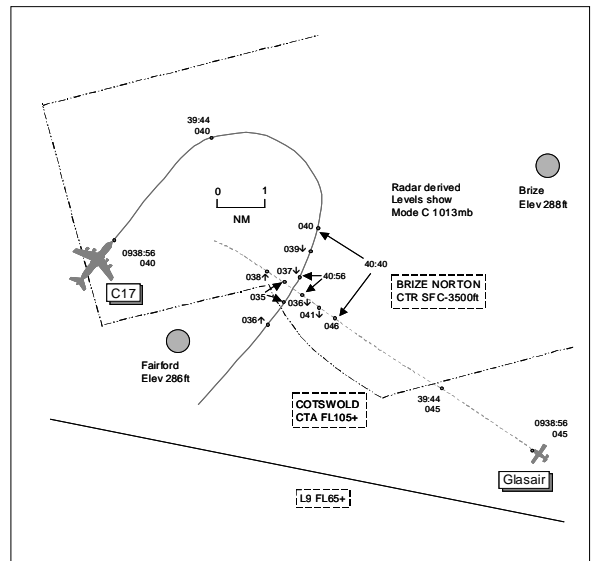 39:44
040
0 1
NM
Radar derived
Levels show
Mode C 1013mb
Brize
Elev 288ft
0938:56
040
C17
040
039↓
40:40
038↑
037↓
40:56
035
036↓
041↓
046
036↑
BRIZE NORTON
CTR SFC-3500ft
Fairford
Elev 286ft
COTSWOLD
CTA FL105+
39:44
045
0938:56
045
Glasair
L9 FL65+